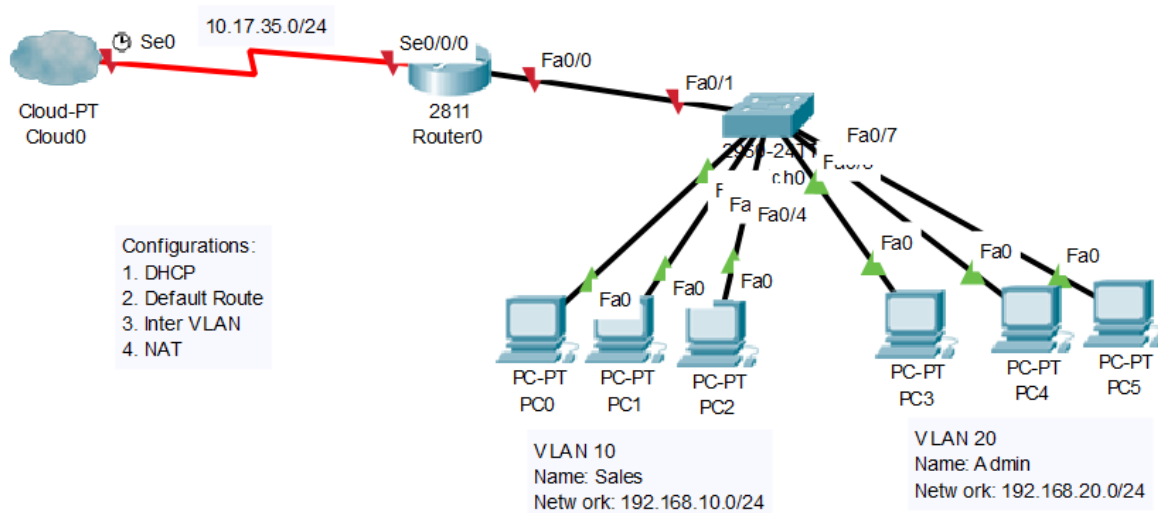 10.17.35.0/24
Se0
Se0/0/0
Fa0/0
Fa0/1
Cloud-PT
Cloud0
2811
Router0
Fa0/7
Fa0/4
Configurations:
1. DHCP
2. Default Route
3. Inter VLAN
4. NAT
Fa0
Fa0
Fa0
Fa0
Fa0
Fa0
PC-PT
PC0
PC-PT
PC1
PC-PT
PC2
PC-PT
PC3
PC-PT
PC4
PC-PT
PC5
VLAN 10
Name: Sales
Netw ork: 192.168.10.0/24
VLAN 20
Name: Admin
Netw ork: 192.168.20.0/24